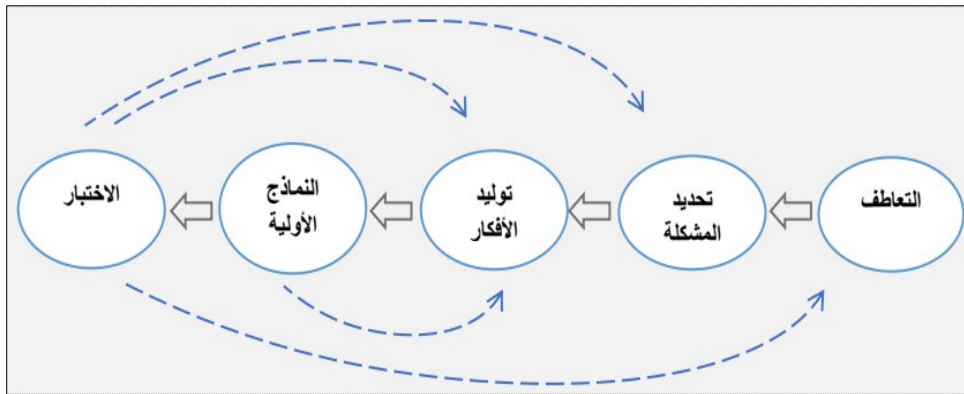 التعاطف
تحديد
المشكلة
توليد
الأفكار
النماذج
الأولية
الاختبار